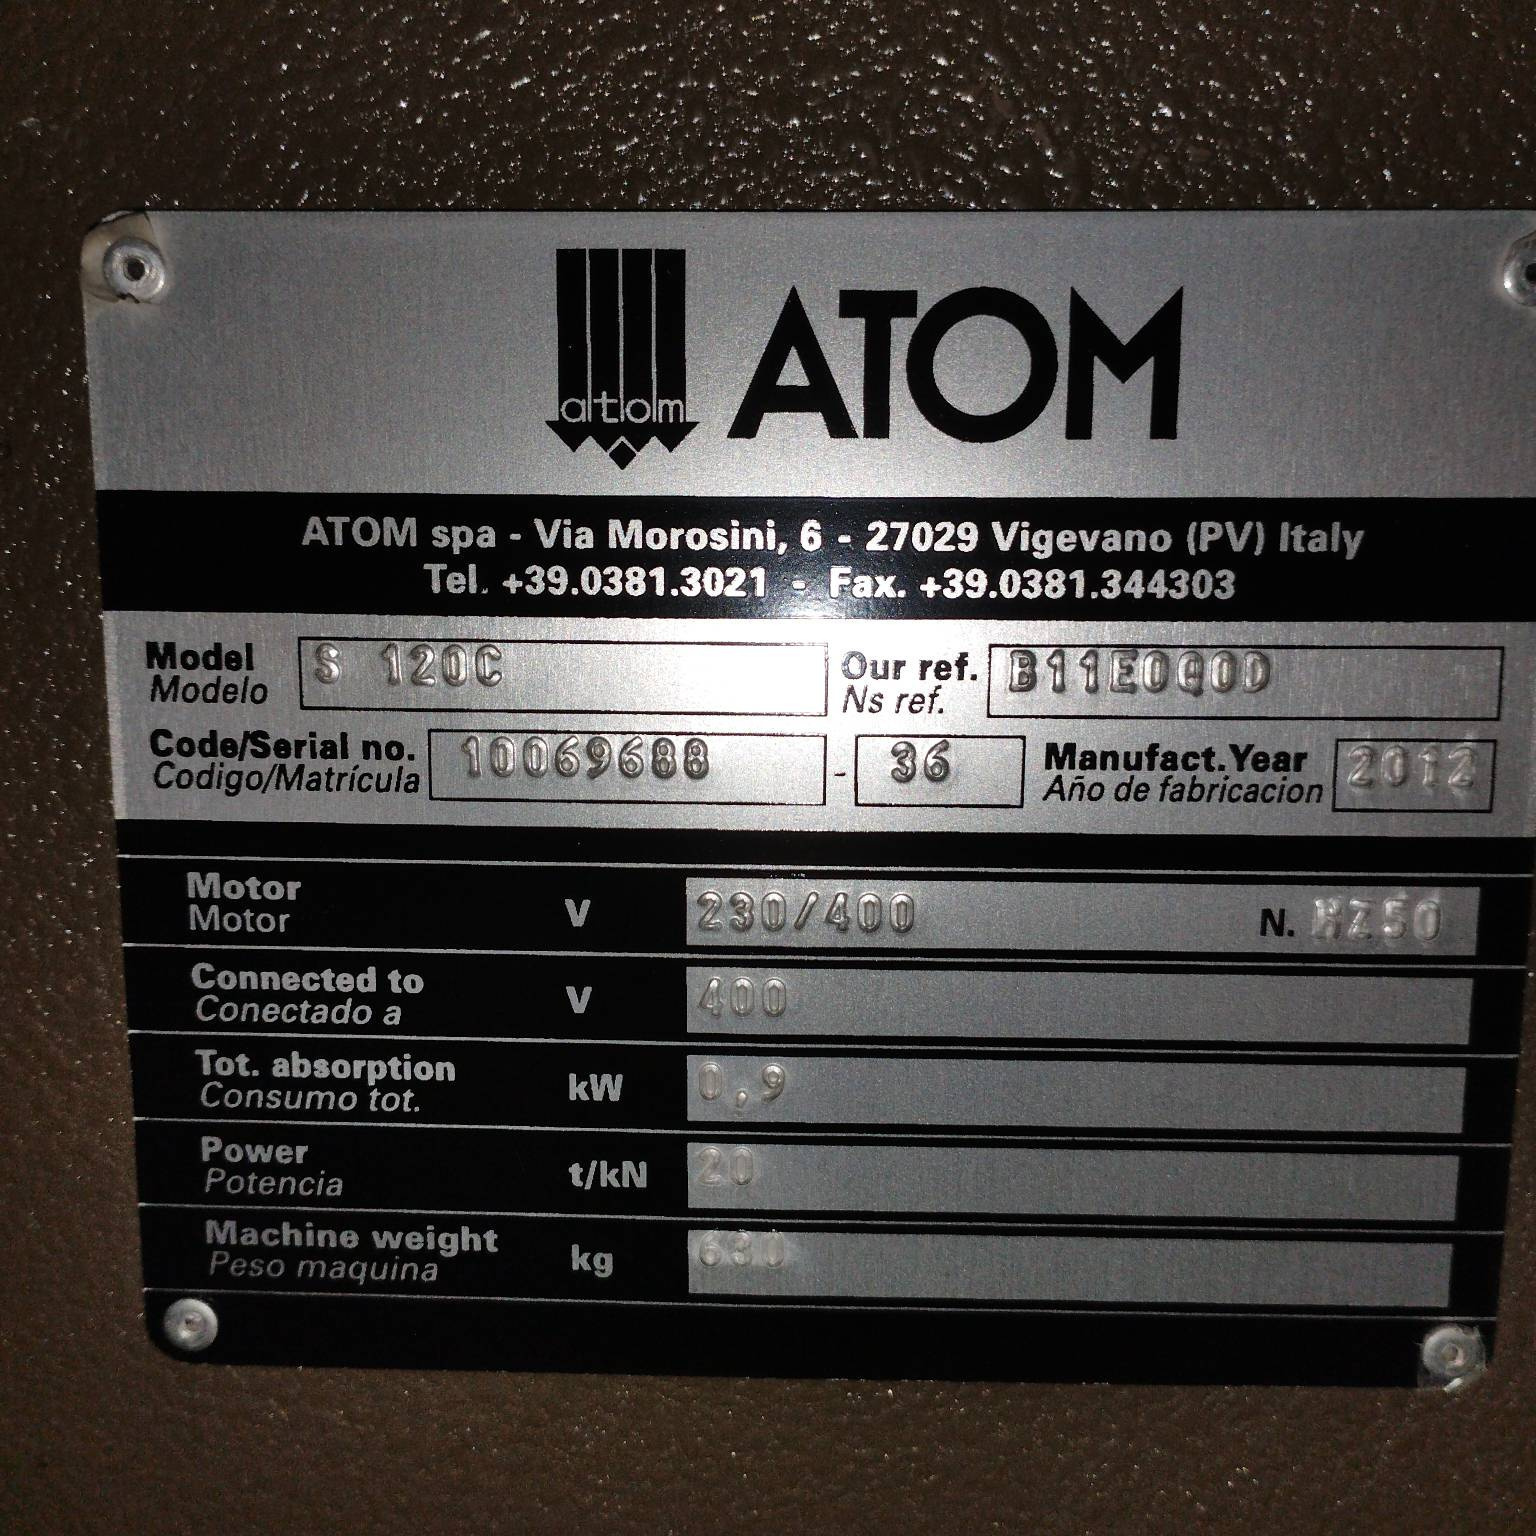 atom ATOM
ATOM spa - Via Morosini, 6 - 27029 Vigevano (PV) Italy
Tel. +39.0381.3021 - Fax. +39.0381.344303
Model S 120C Our ref. B11E0Q0D
Modelo Ns ref.
Code/Serial no. 10069688 - 36 Manufact.Year 2012
Codigo/Matrícula Año de fabricacion
Motor V 230/400 N. HZ50
Motor
Connected to V 400
Conectado a
Tot. absorption kW 0,9
Consumo tot.
Power t/kN 20
Potencia
Machine weight kg 630
Peso maquina